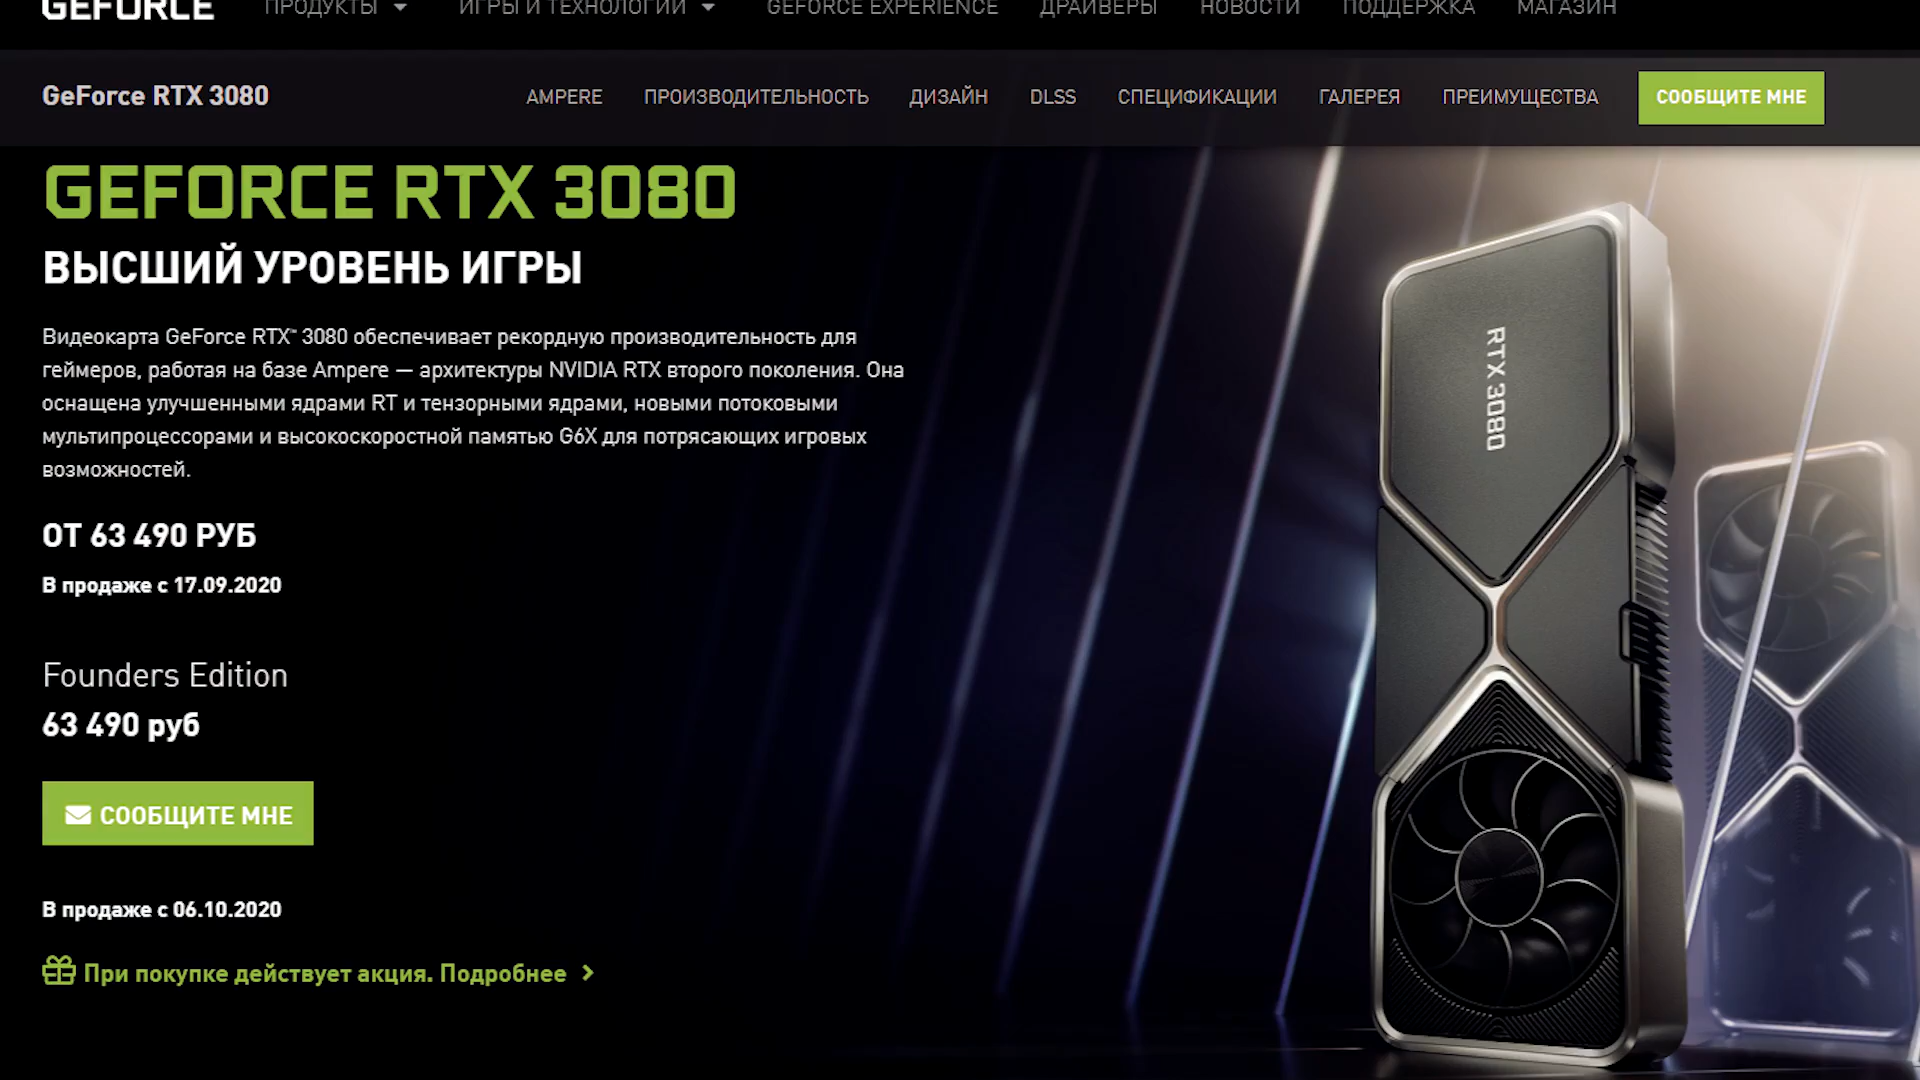 GEFORCE ПРОДУКТЫ ИГРЫ И ТЕХНОЛОГИИ GEFORCE EXPERIENCE ДРАЙВЕРЫ НОВОСТИ ПОДДЕРЖКА МАГАЗИН
GeForce RTX 3080 AMPERE ПРОИЗВОДИТЕЛЬНОСТЬ ДИЗАЙН DLSS СПЕЦИФИКАЦИИ ГАЛЕРЕЯ ПРЕИМУЩЕСТВА СООБЩИТЕ МНЕ
GEFORCE RTX 3080
ВЫСШИЙ УРОВЕНЬ ИГРЫ
Видеокарта GeForce RTX™ 3080 обеспечивает рекордную производительность для
геймеров, работая на базе Ampere — архитектуры NVIDIA RTX второго поколения. Она
оснащена улучшенными ядрами RT и тензорными ядрами, новыми потоковыми
мультипроцессорами и высокоскоростной памятью G6X для потрясающих игровых
возможностей.
ОТ 63 490 РУБ
В продаже с 17.09.2020
Founders Edition
63 490 руб
СООБЩИТЕ МНЕ
В продаже с 06.10.2020
При покупке действует акция. Подробнее
RTX 3080